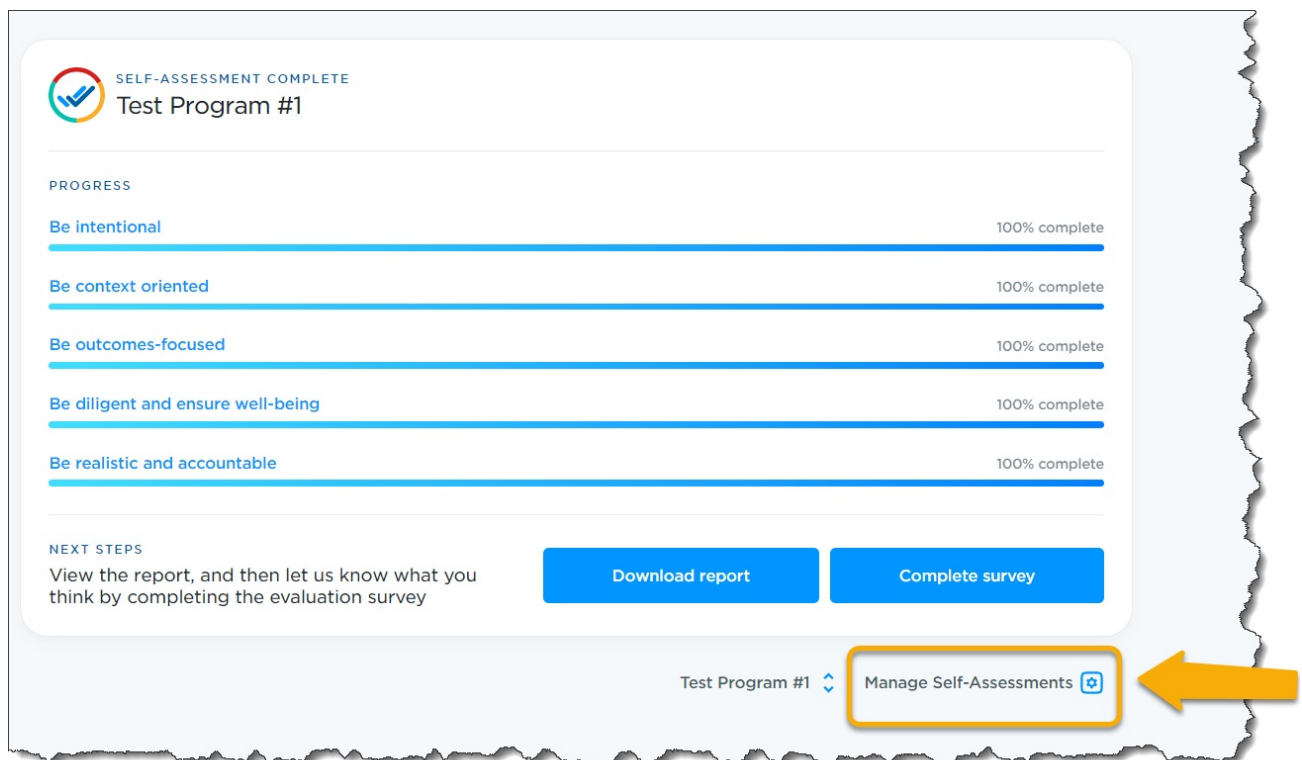 SELF-ASSESSMENT COMPLETE
Test Program #1
PROGRESS
Be intentional
100% complete
Be context oriented
100% complete
Be outcomes-focused
100% complete
Be diligent and ensure well-being
100% complete
Be realistic and accountable
100% complete
NEXT STEPS
View the report, and then let us know what you
think by completing the evaluation survey
Download report
Complete survey
Test Program #1
Manage Self-Assessments